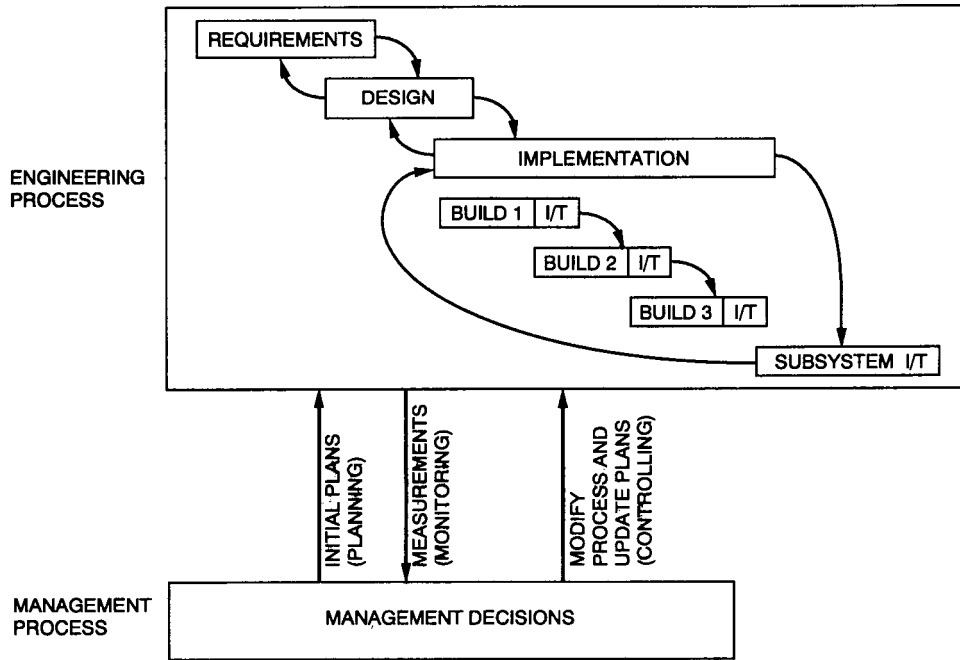 REQUIREMENTS
DESIGN
IMPLEMENTATION
ENGINEERING
PROCESS
BUILD 1 I/T
BUILD 2 I/T
BUILD 3 I/T
SUBSYSTEM I/T
INITIAL PLANS
(PLANNING)
MEASUREMENTS
(MONITORING)
MODIFY
PROCESS AND
UPDATE PLANS
(CONTROLLING)
MANAGEMENT
PROCESS
MANAGEMENT DECISIONS